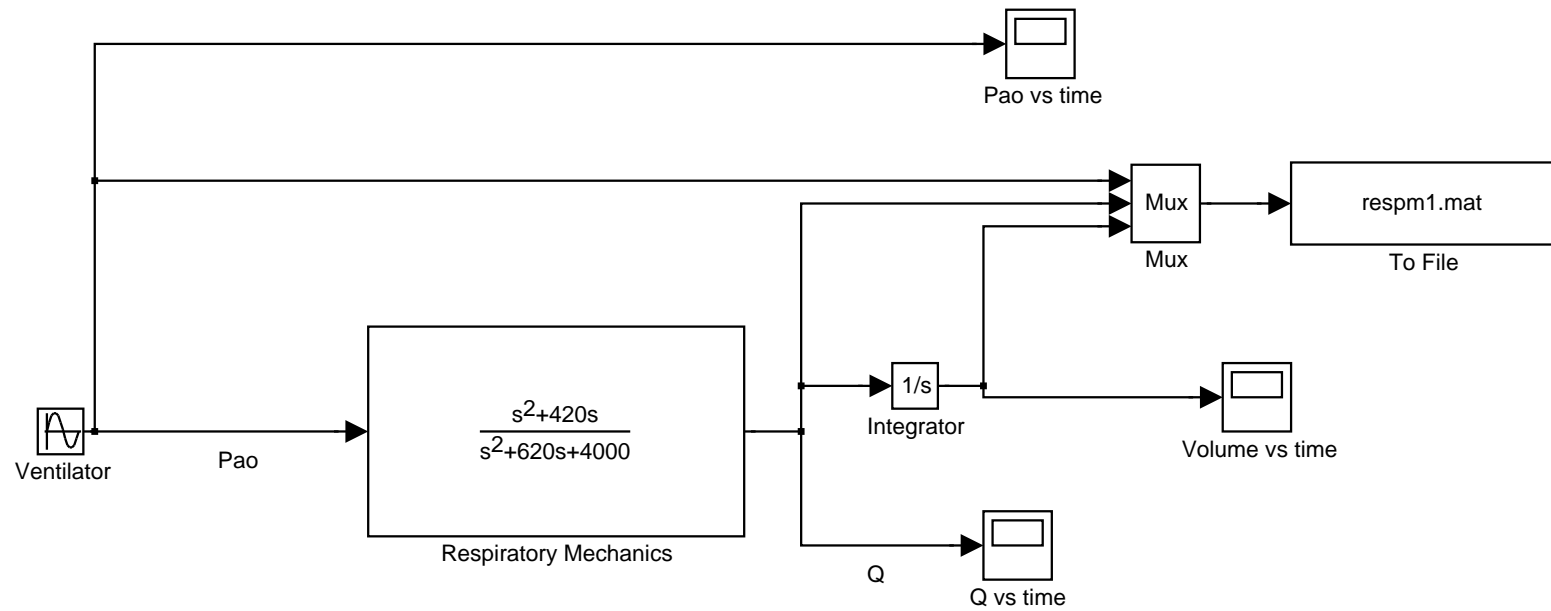 Pao vs time
Mux
respm1.mat
Mux
To File
1/s
Integrator
s²+420s
s²+620s+4000
Volume vs time
Ventilator
Pao
Respiratory Mechanics
Q
Q vs time